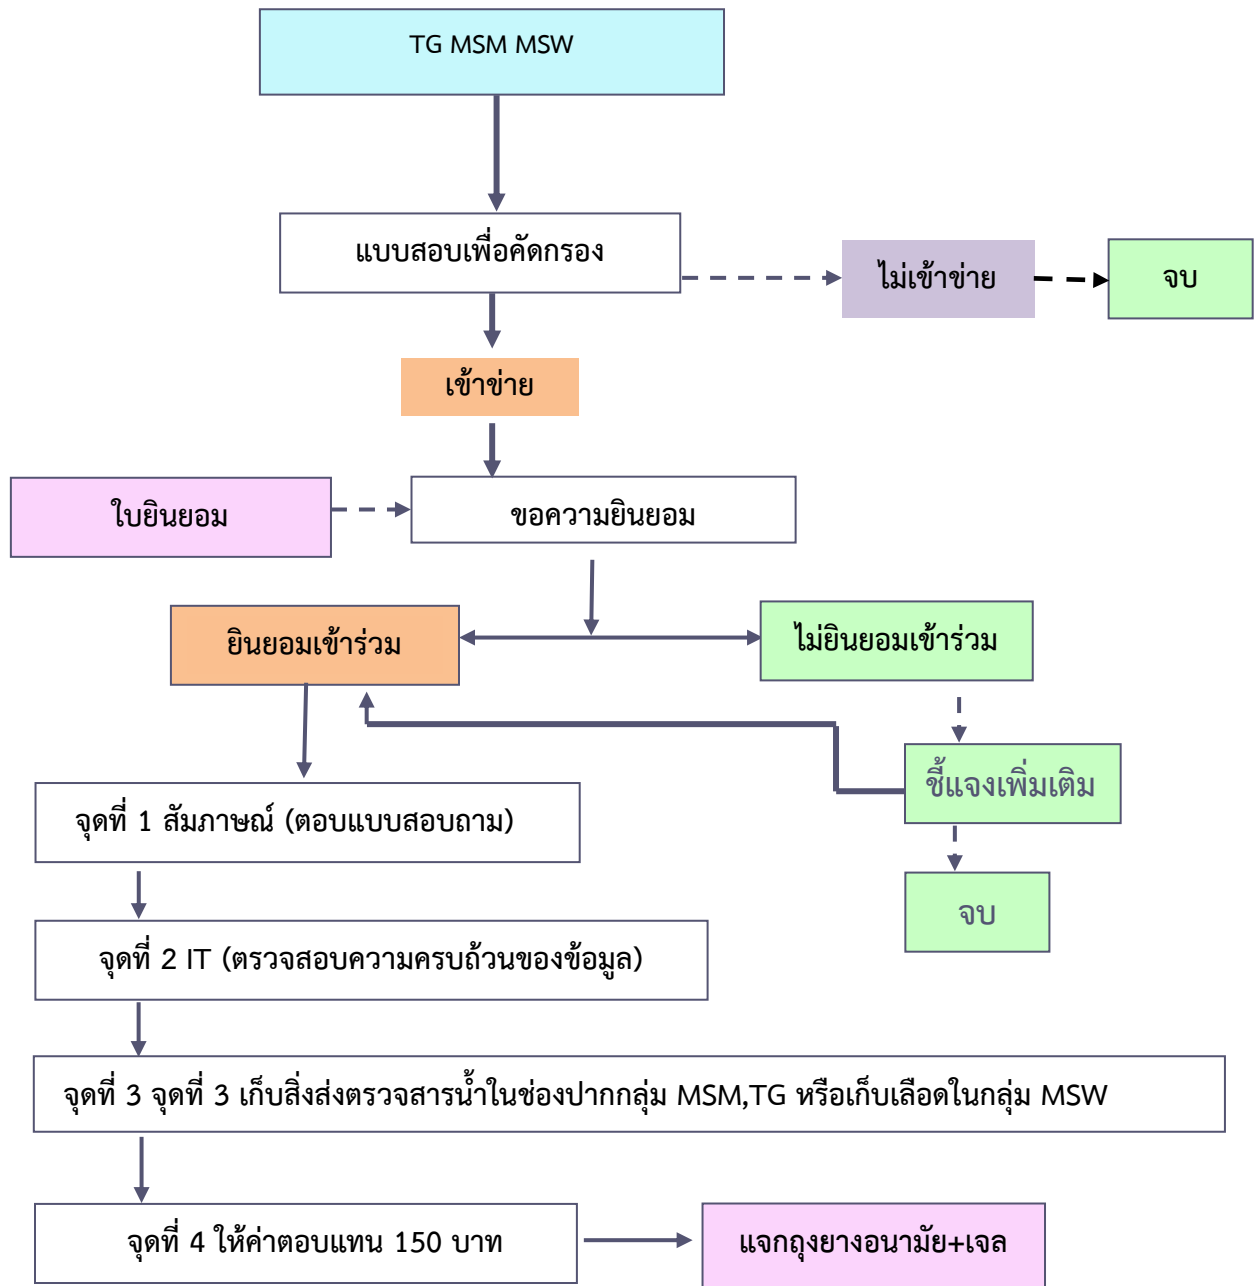 TG MSM MSW
แบบสอบเพื่อคัดกรอง
ไม่เข้าข่าย
จบ
เข้าข่าย
ใบยินยอม
ขอความยินยอม
ยินยอมเข้าร่วม
ไม่ยินยอมเข้าร่วม
ชี้แจงเพิ่มเติม
จุดที่ 1 สัมภาษณ์ (ตอบแบบสอบถาม)
จบ
จุดที่ 2 IT (ตรวจสอบความครบถ้วนของข้อมูล)
จุดที่ 3 จุดที่ 3 เก็บสิ่งส่งตรวจสารน้ำในช่องปากกลุ่ม MSM,TG หรือเก็บเลือดในกลุ่ม MSW
จุดที่ 4 ให้ค่าตอบแทน 150 บาท
แจกถุงยางอนามัย+เจล